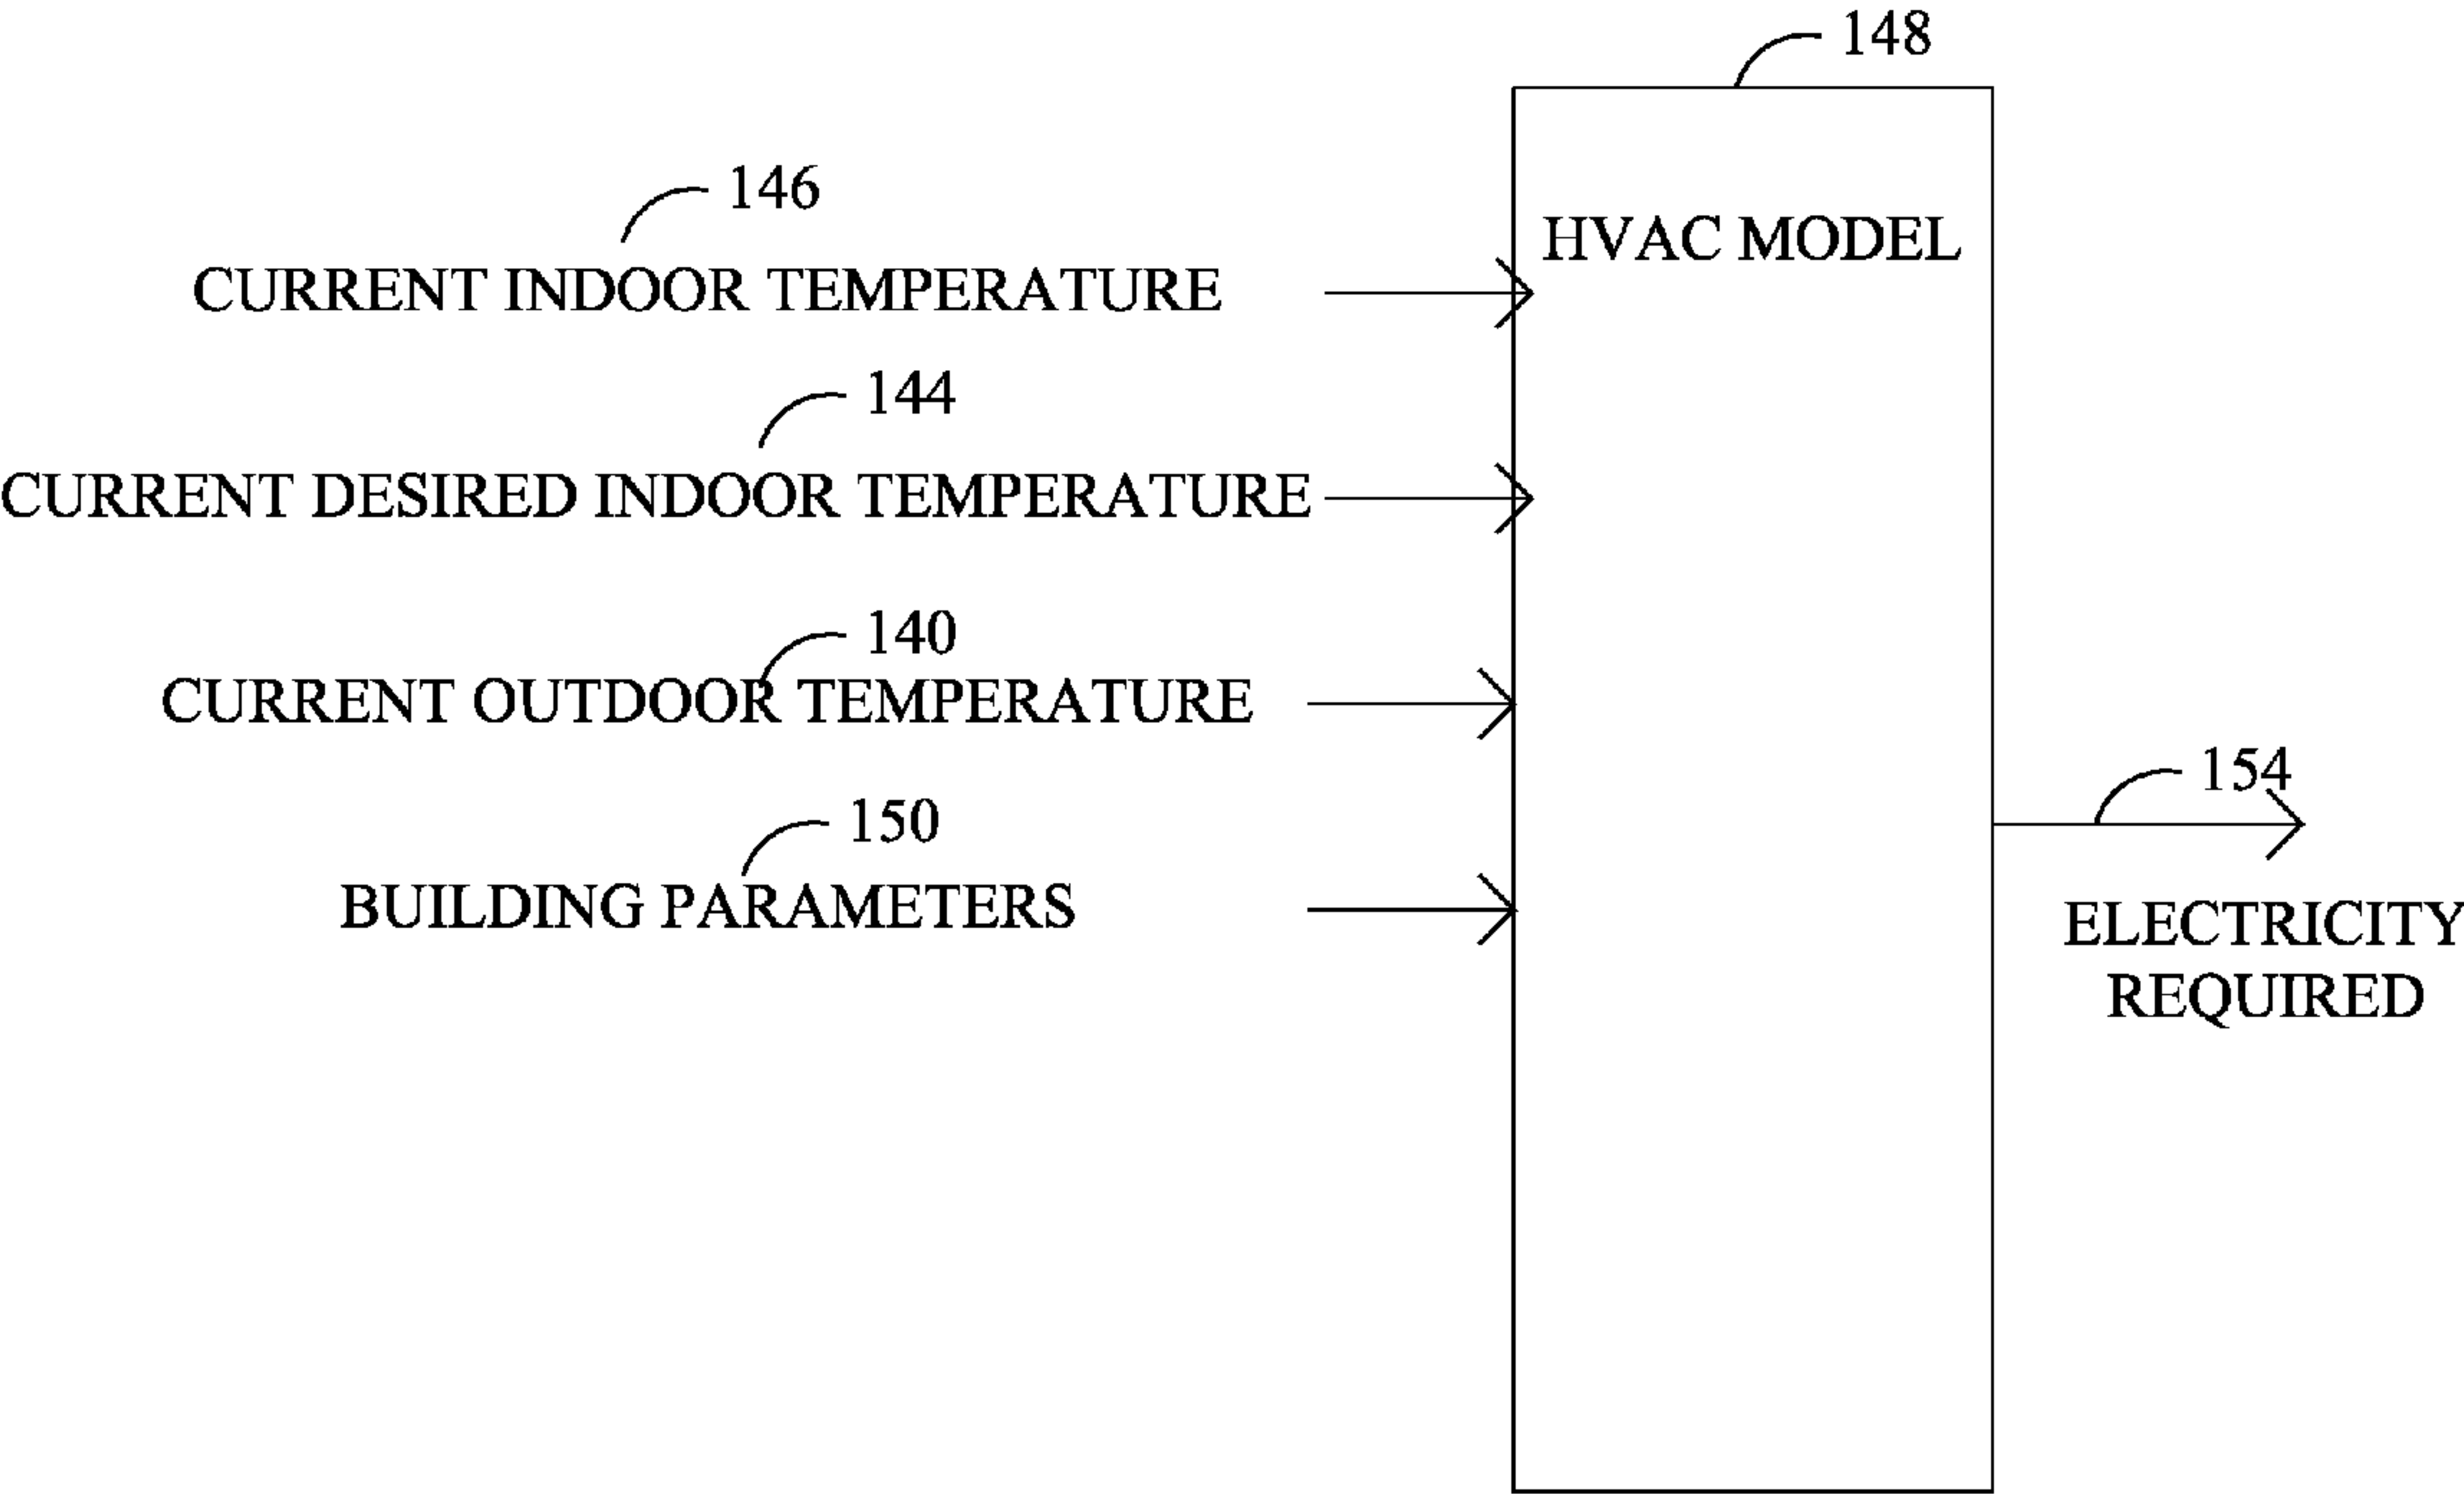 148
146
HVAC MODEL
CURRENT INDOOR TEMPERATURE
144
CURRENT DESIRED INDOOR TEMPERATURE
140
CURRENT OUTDOOR TEMPERATURE
154
150
BUILDING PARAMETERS
ELECTRICITY
REQUIRED